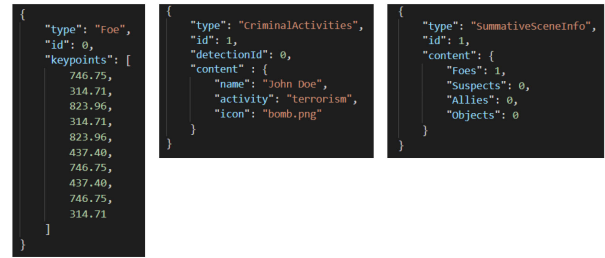 {
"type": "Foe",
"id": 0,
"keypoints": [
746.75,
314.71,
823.96,
314.71,
823.96,
437.40,
746.75,
437.40,
746.75,
314.71
]
}
{
"type": "CriminalActivities",
"id": 1,
"detectionId": 0,
"content" : {
"name": "John Doe",
"activity": "terrorism",
"icon": "bomb.png"
}
}
{
"type": "SummativeSceneInfo",
"id": 1,
"content": {
"Foes": 1,
"Suspects": 0,
"Allies": 0,
"Objects": 0
}
}